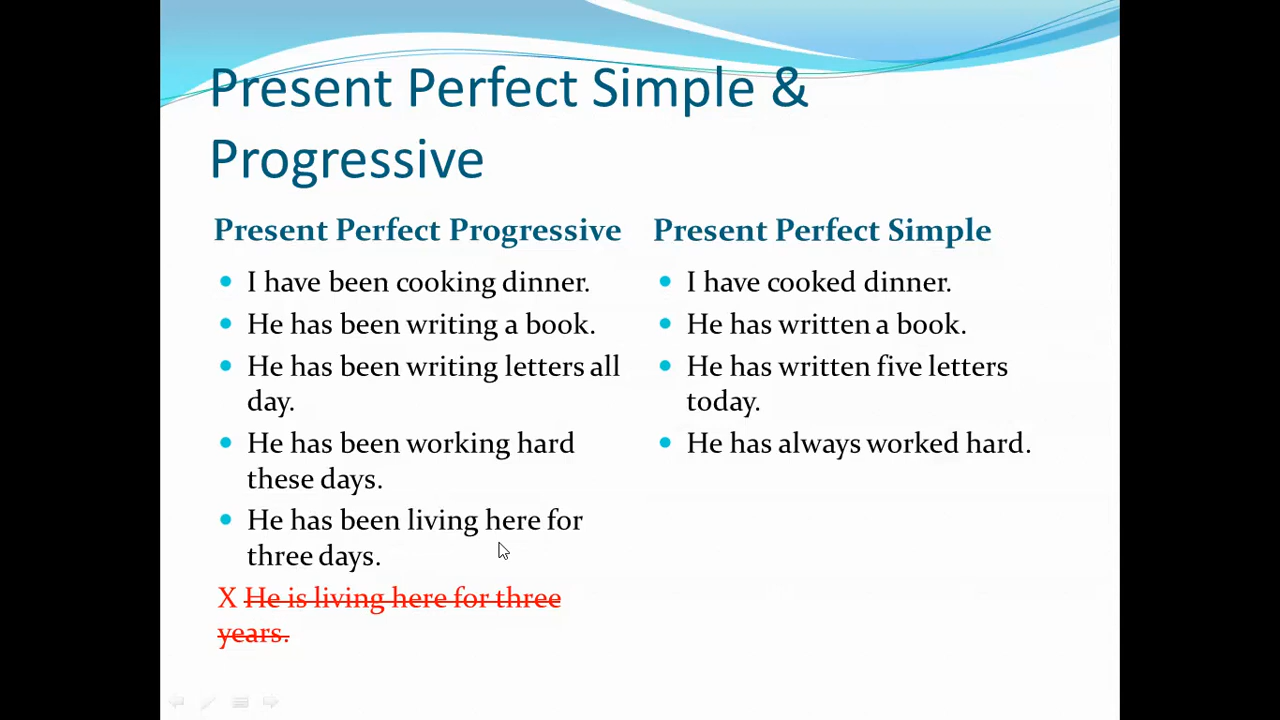 Present Perfect Simple &
Progressive
Present Perfect Progressive
• I have been cooking dinner.
• He has been writing a book.
• He has been writing letters all
day.
• He has been working hard
these days.
• He has been living here for
three days.
X He is living here for three
years.
Present Perfect Simple
• I have cooked dinner.
• He has written a book.
• He has written five letters
today.
• He has always worked hard.